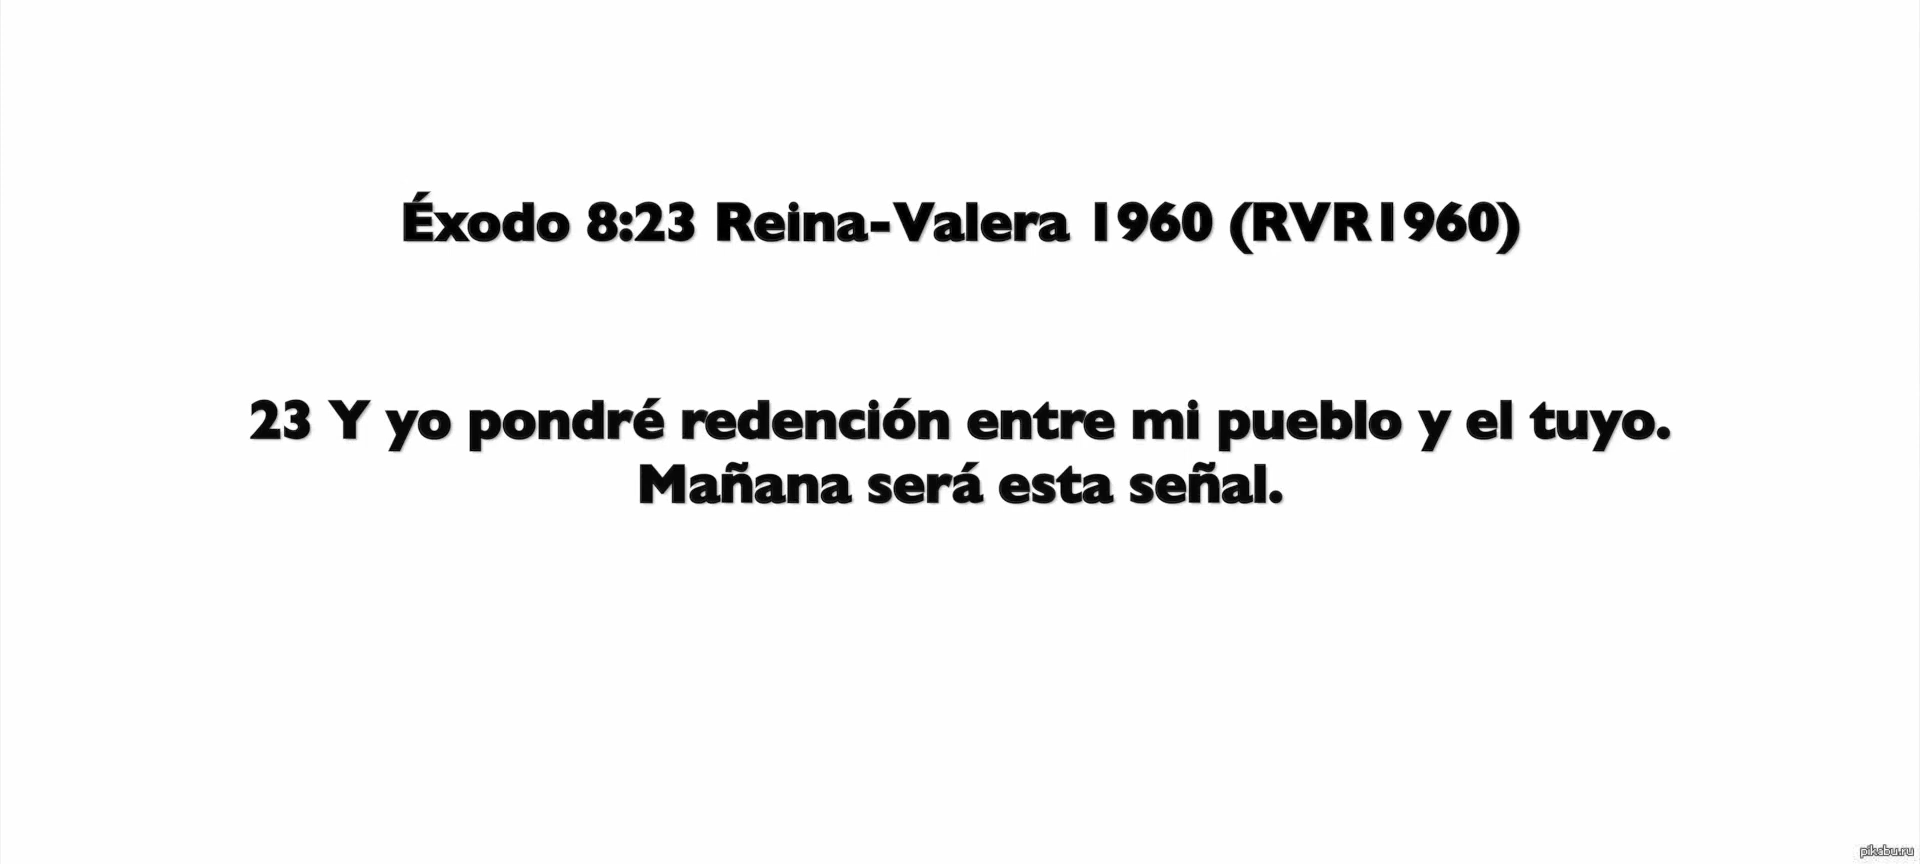 Éxodo 8:23 Reina-Valera 1960 (RVR1960)
23 Y yo pondré redención entre mi pueblo y el tuyo.
Mañana será esta señal.
pikabu.ru